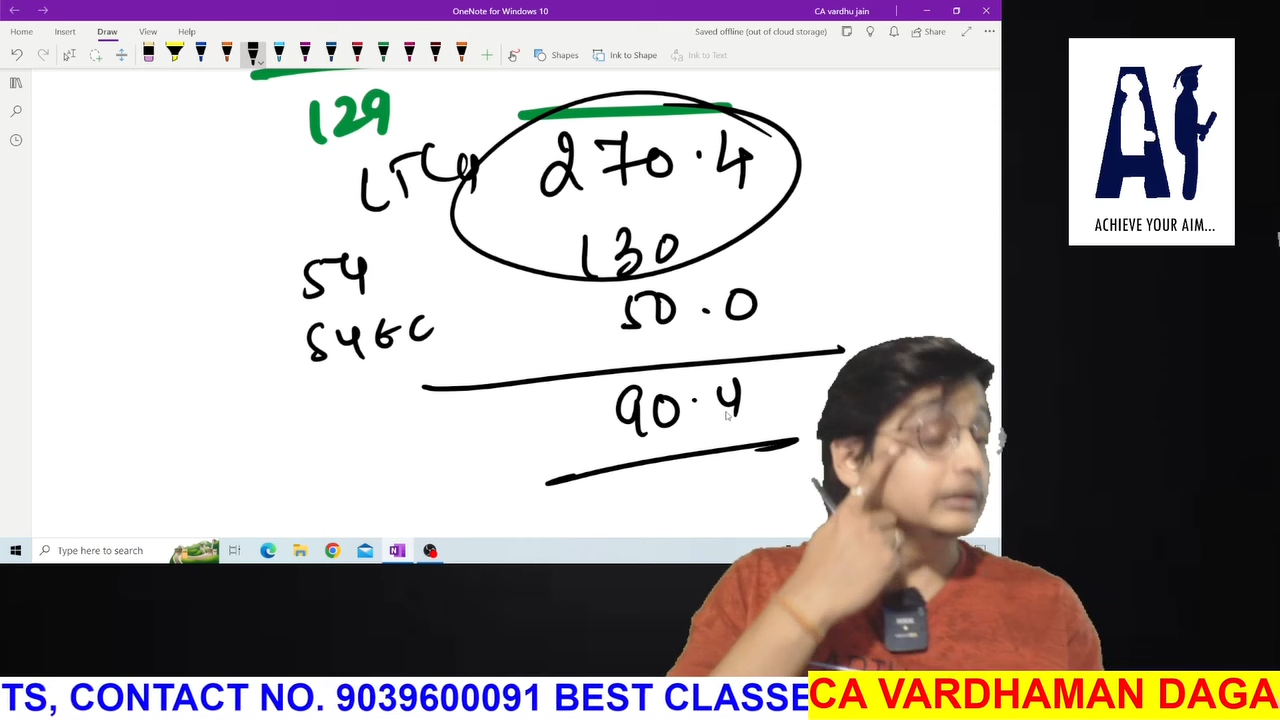 OneNote for Windows 10
CA vardhu jain
Home Insert Draw View Help
Saved offline (out of cloud storage)
Share
Shapes
Ink to Shape
Ink to Text
129
LTCG 270.4
54 130
54EC 50.0
90.4
ACHIEVE YOUR AIM...
Type here to search
TS, CONTACT NO. 9039600091 BEST CLASSE
CA VARDHAMAN DAGA